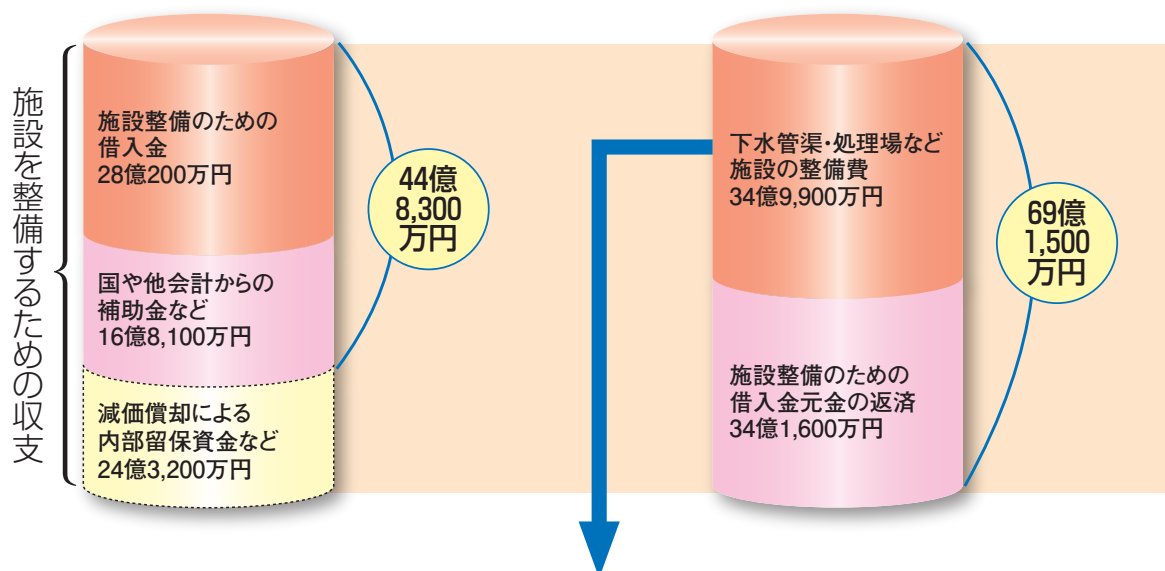 施設を整備するための収支
施設整備のための
借入金
28億200万円
国や他会計からの
補助金など
16億8,100万円
減価償却による
内部留保資金など
24億3,200万円
44億
8,300
万円
下水管渠・処理場など
施設の整備費
34億9,900万円
施設整備のための
借入金元金の返済
34億1,600万円
69億
1,500
万円